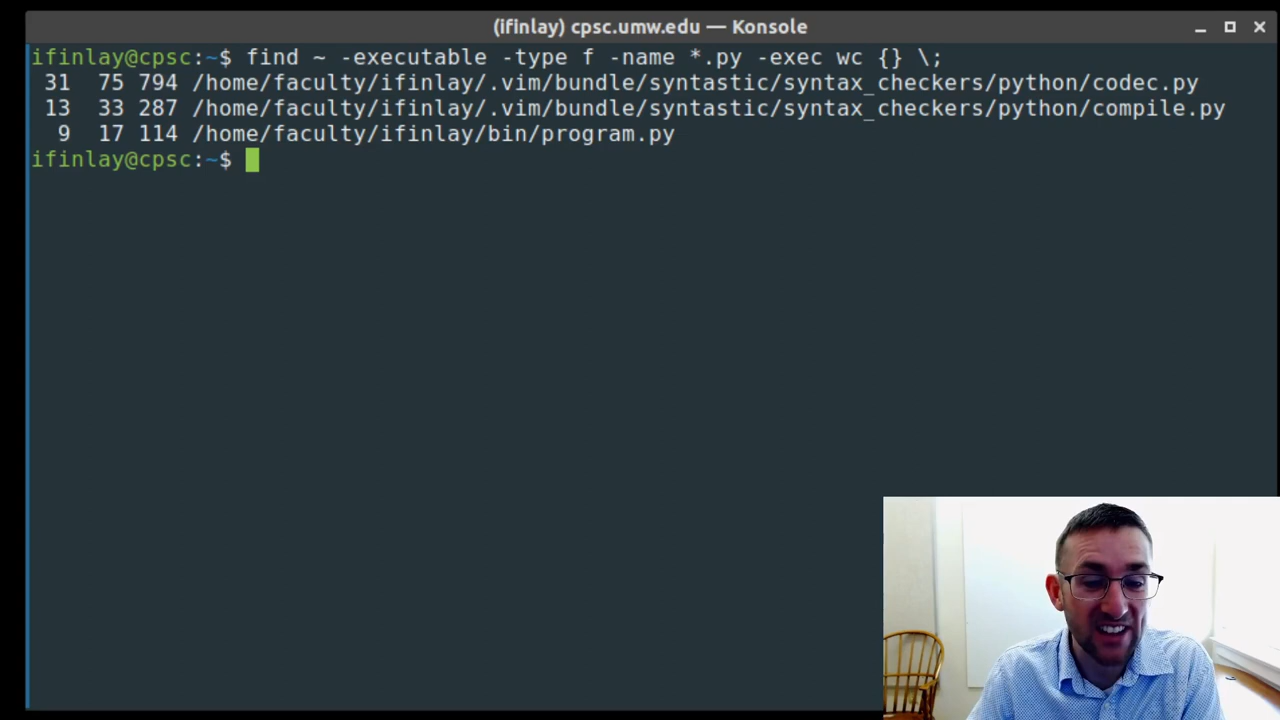 (ifinlay) cpsc.umw.edu — Konsole
ifinlay@cpsc:~$ find ~ -executable -type f -name *.py -exec wc {} \;
 31  75 794 /home/faculty/ifinlay/.vim/bundle/syntastic/syntax_checkers/python/codec.py
 13  33 287 /home/faculty/ifinlay/.vim/bundle/syntastic/syntax_checkers/python/compile.py
  9  17 114 /home/faculty/ifinlay/bin/program.py
ifinlay@cpsc:~$